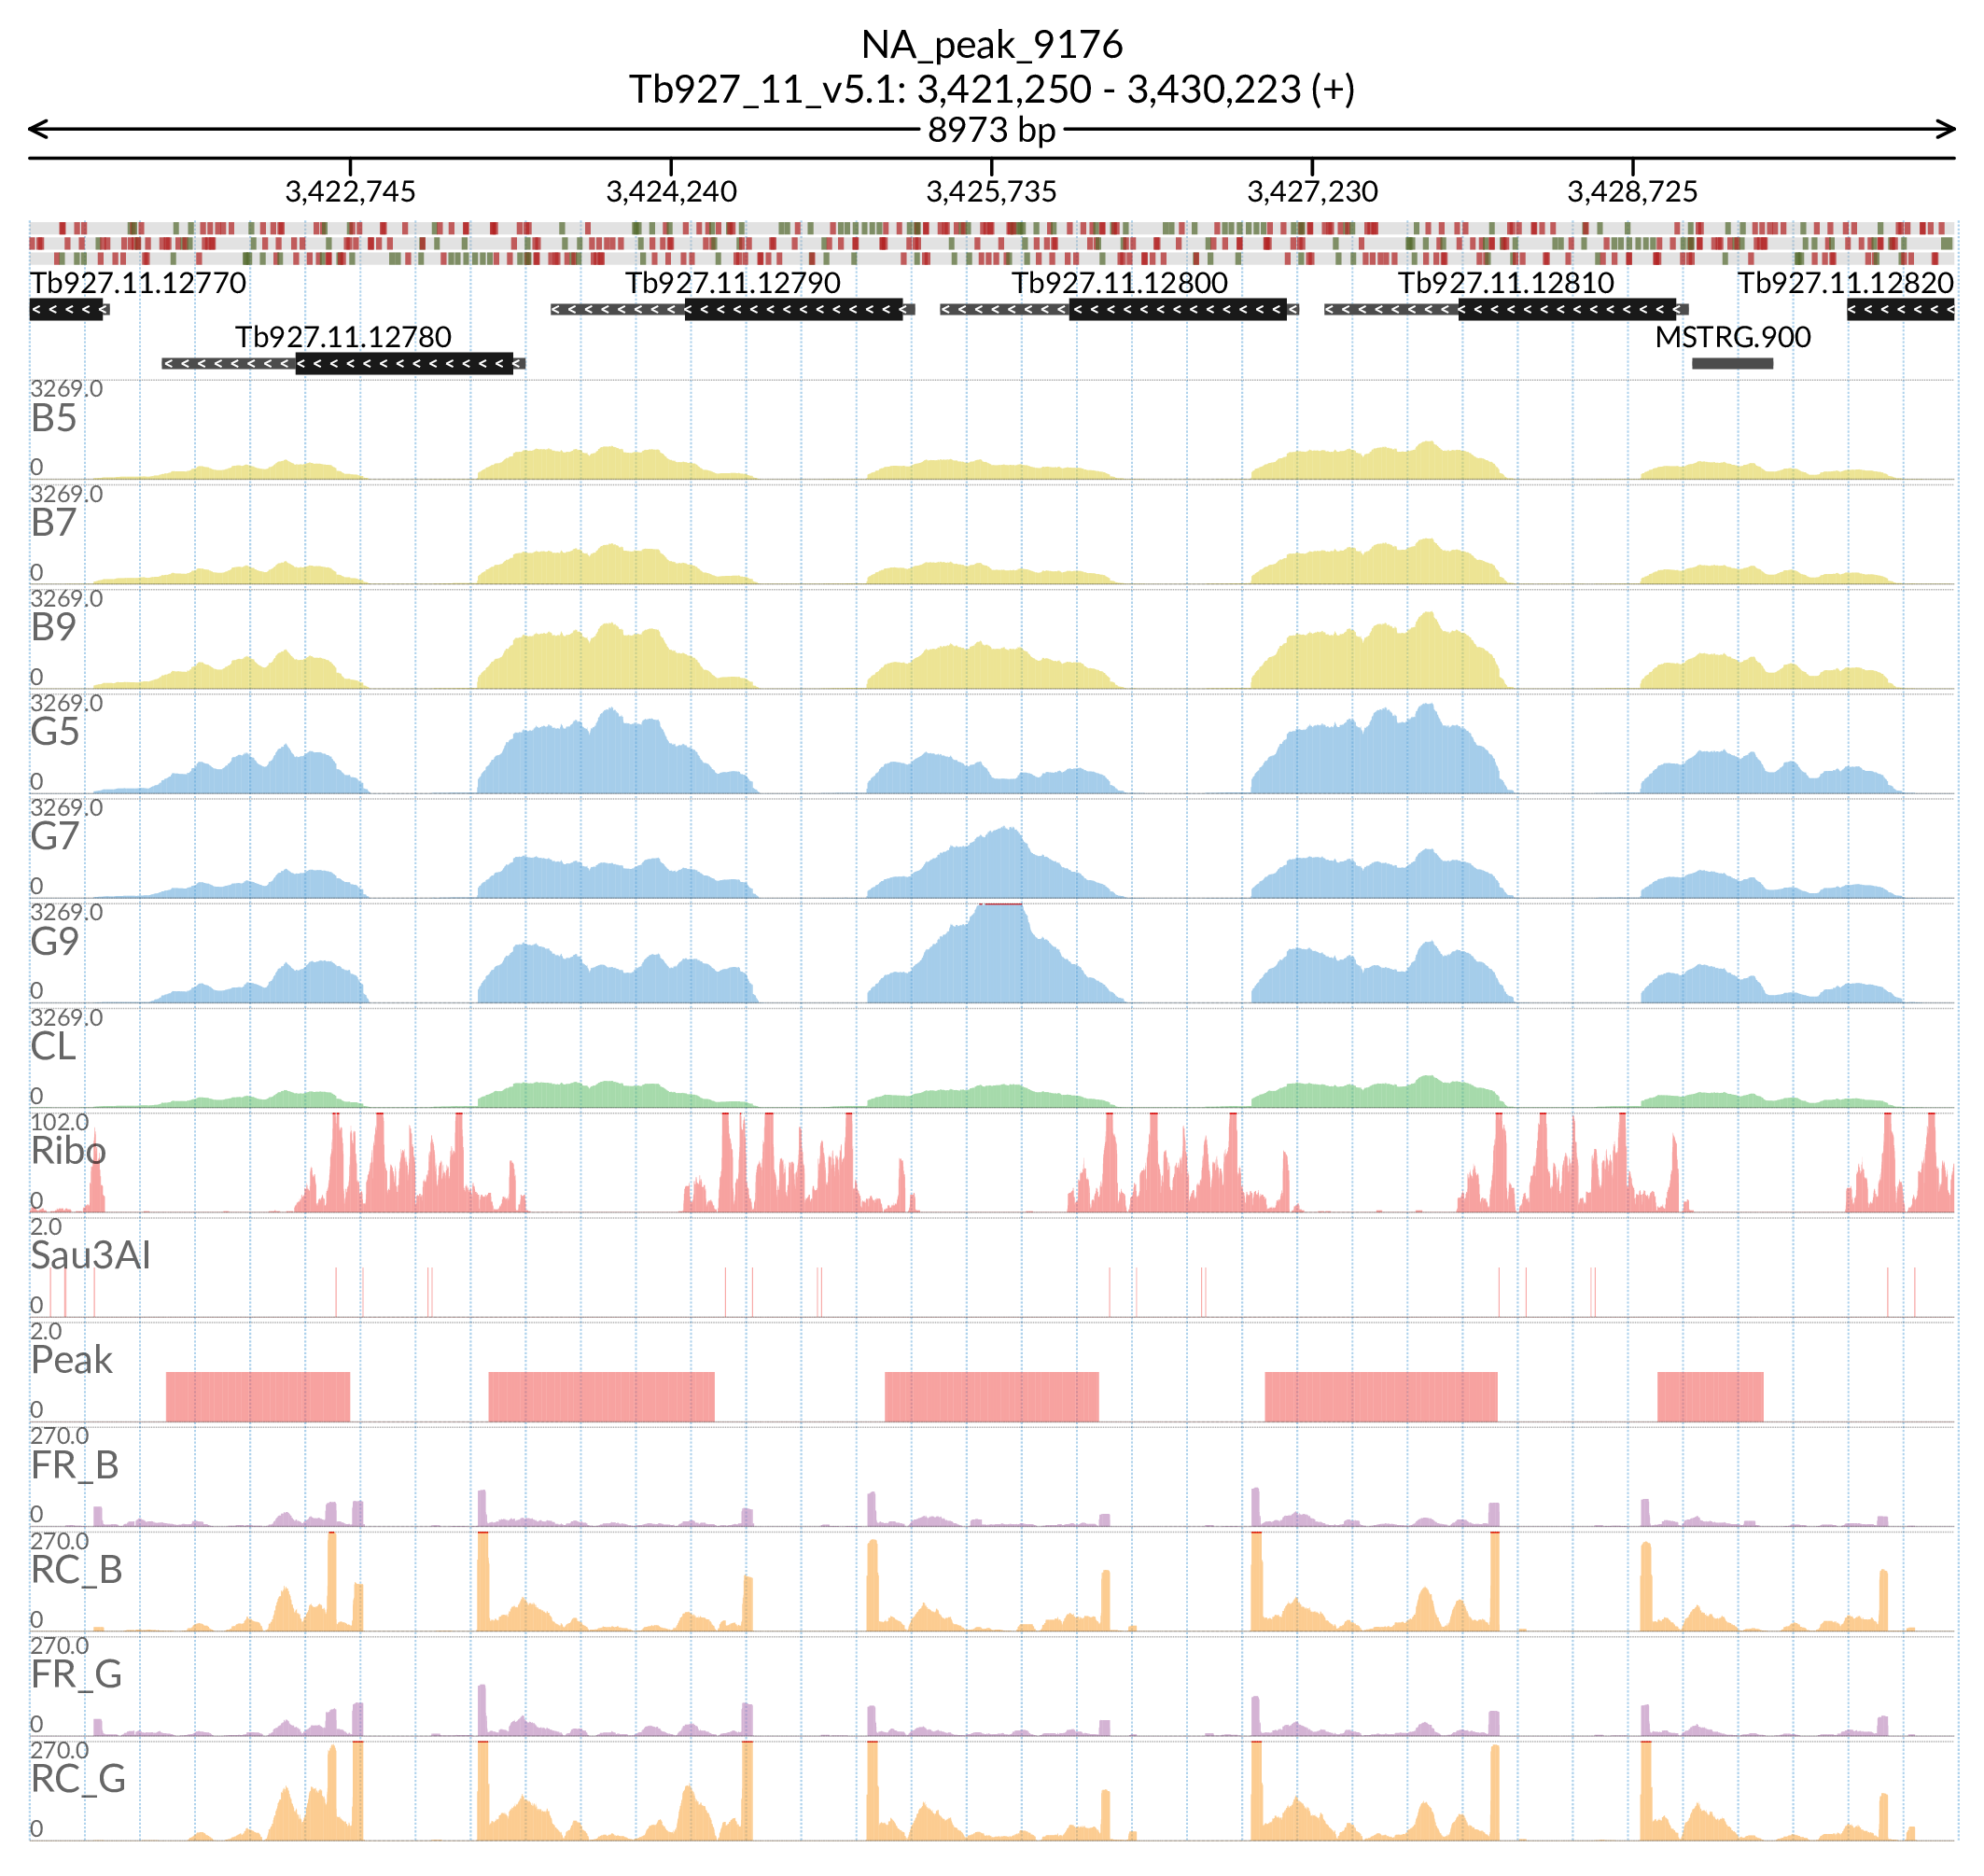 NA_peak_9176
Tb927_11_v5.1: 3,421,250 - 3,430,223 (+)
8973 bp
3,422,745 3,424,240 3,425,735 3,427,230 3,428,725
Tb927.11.12770 Tb927.11.12790 Tb927.11.12800 Tb927.11.12810 Tb927.11.12820
Tb927.11.12780 MSTRG.900
3269.0
B5
0
3269.0
B7
0
3269.0
B9
0
3269.0
G5
0
3269.0
G7
0
3269.0
G9
0
3269.0
CL
0
102.0
Ribo
0
2.0
Sau3AI
0
2.0
Peak
0
270.0
FR_B
0
270.0
RC_B
0
270.0
FR_G
0
270.0
RC_G
0